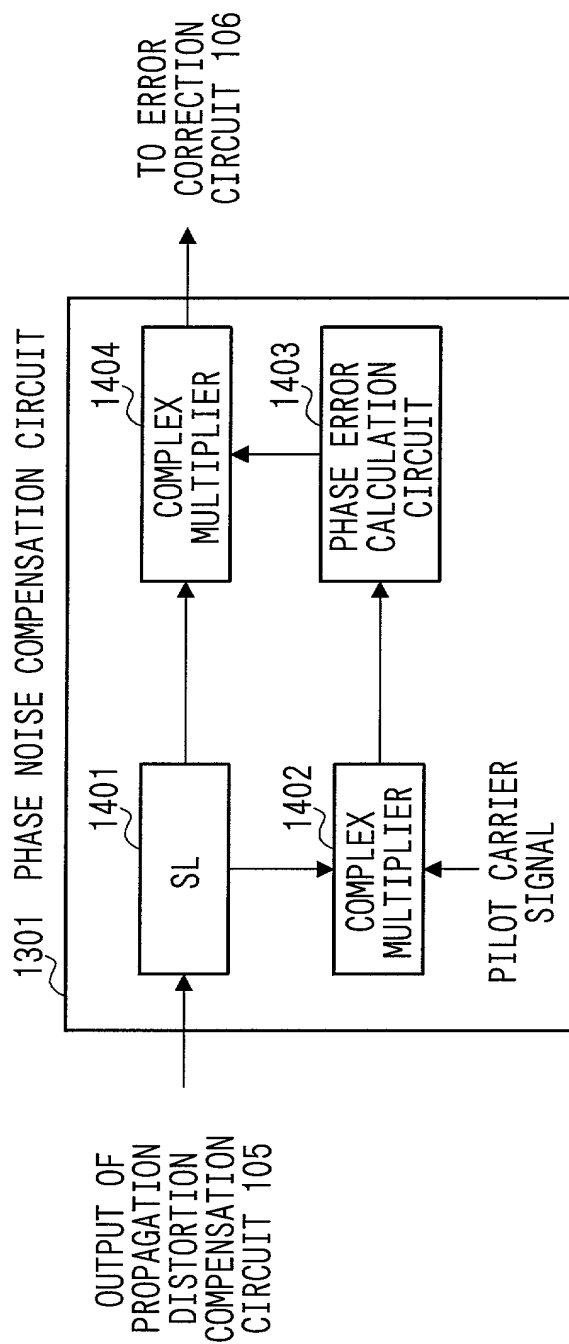 1301 PHASE NOISE COMPENSATION CIRCUIT
OUTPUT OF
PROPAGATION
DISTORTION
COMPENSATION
CIRCUIT 105
1401
SL
1404
COMPLEX
MULTIPLIER
TO ERROR
CORRECTION
CIRCUIT 106
1402
COMPLEX
MULTIPLIER
1403
PHASE ERROR
CALCULATION
CIRCUIT
PILOT CARRIER
SIGNAL